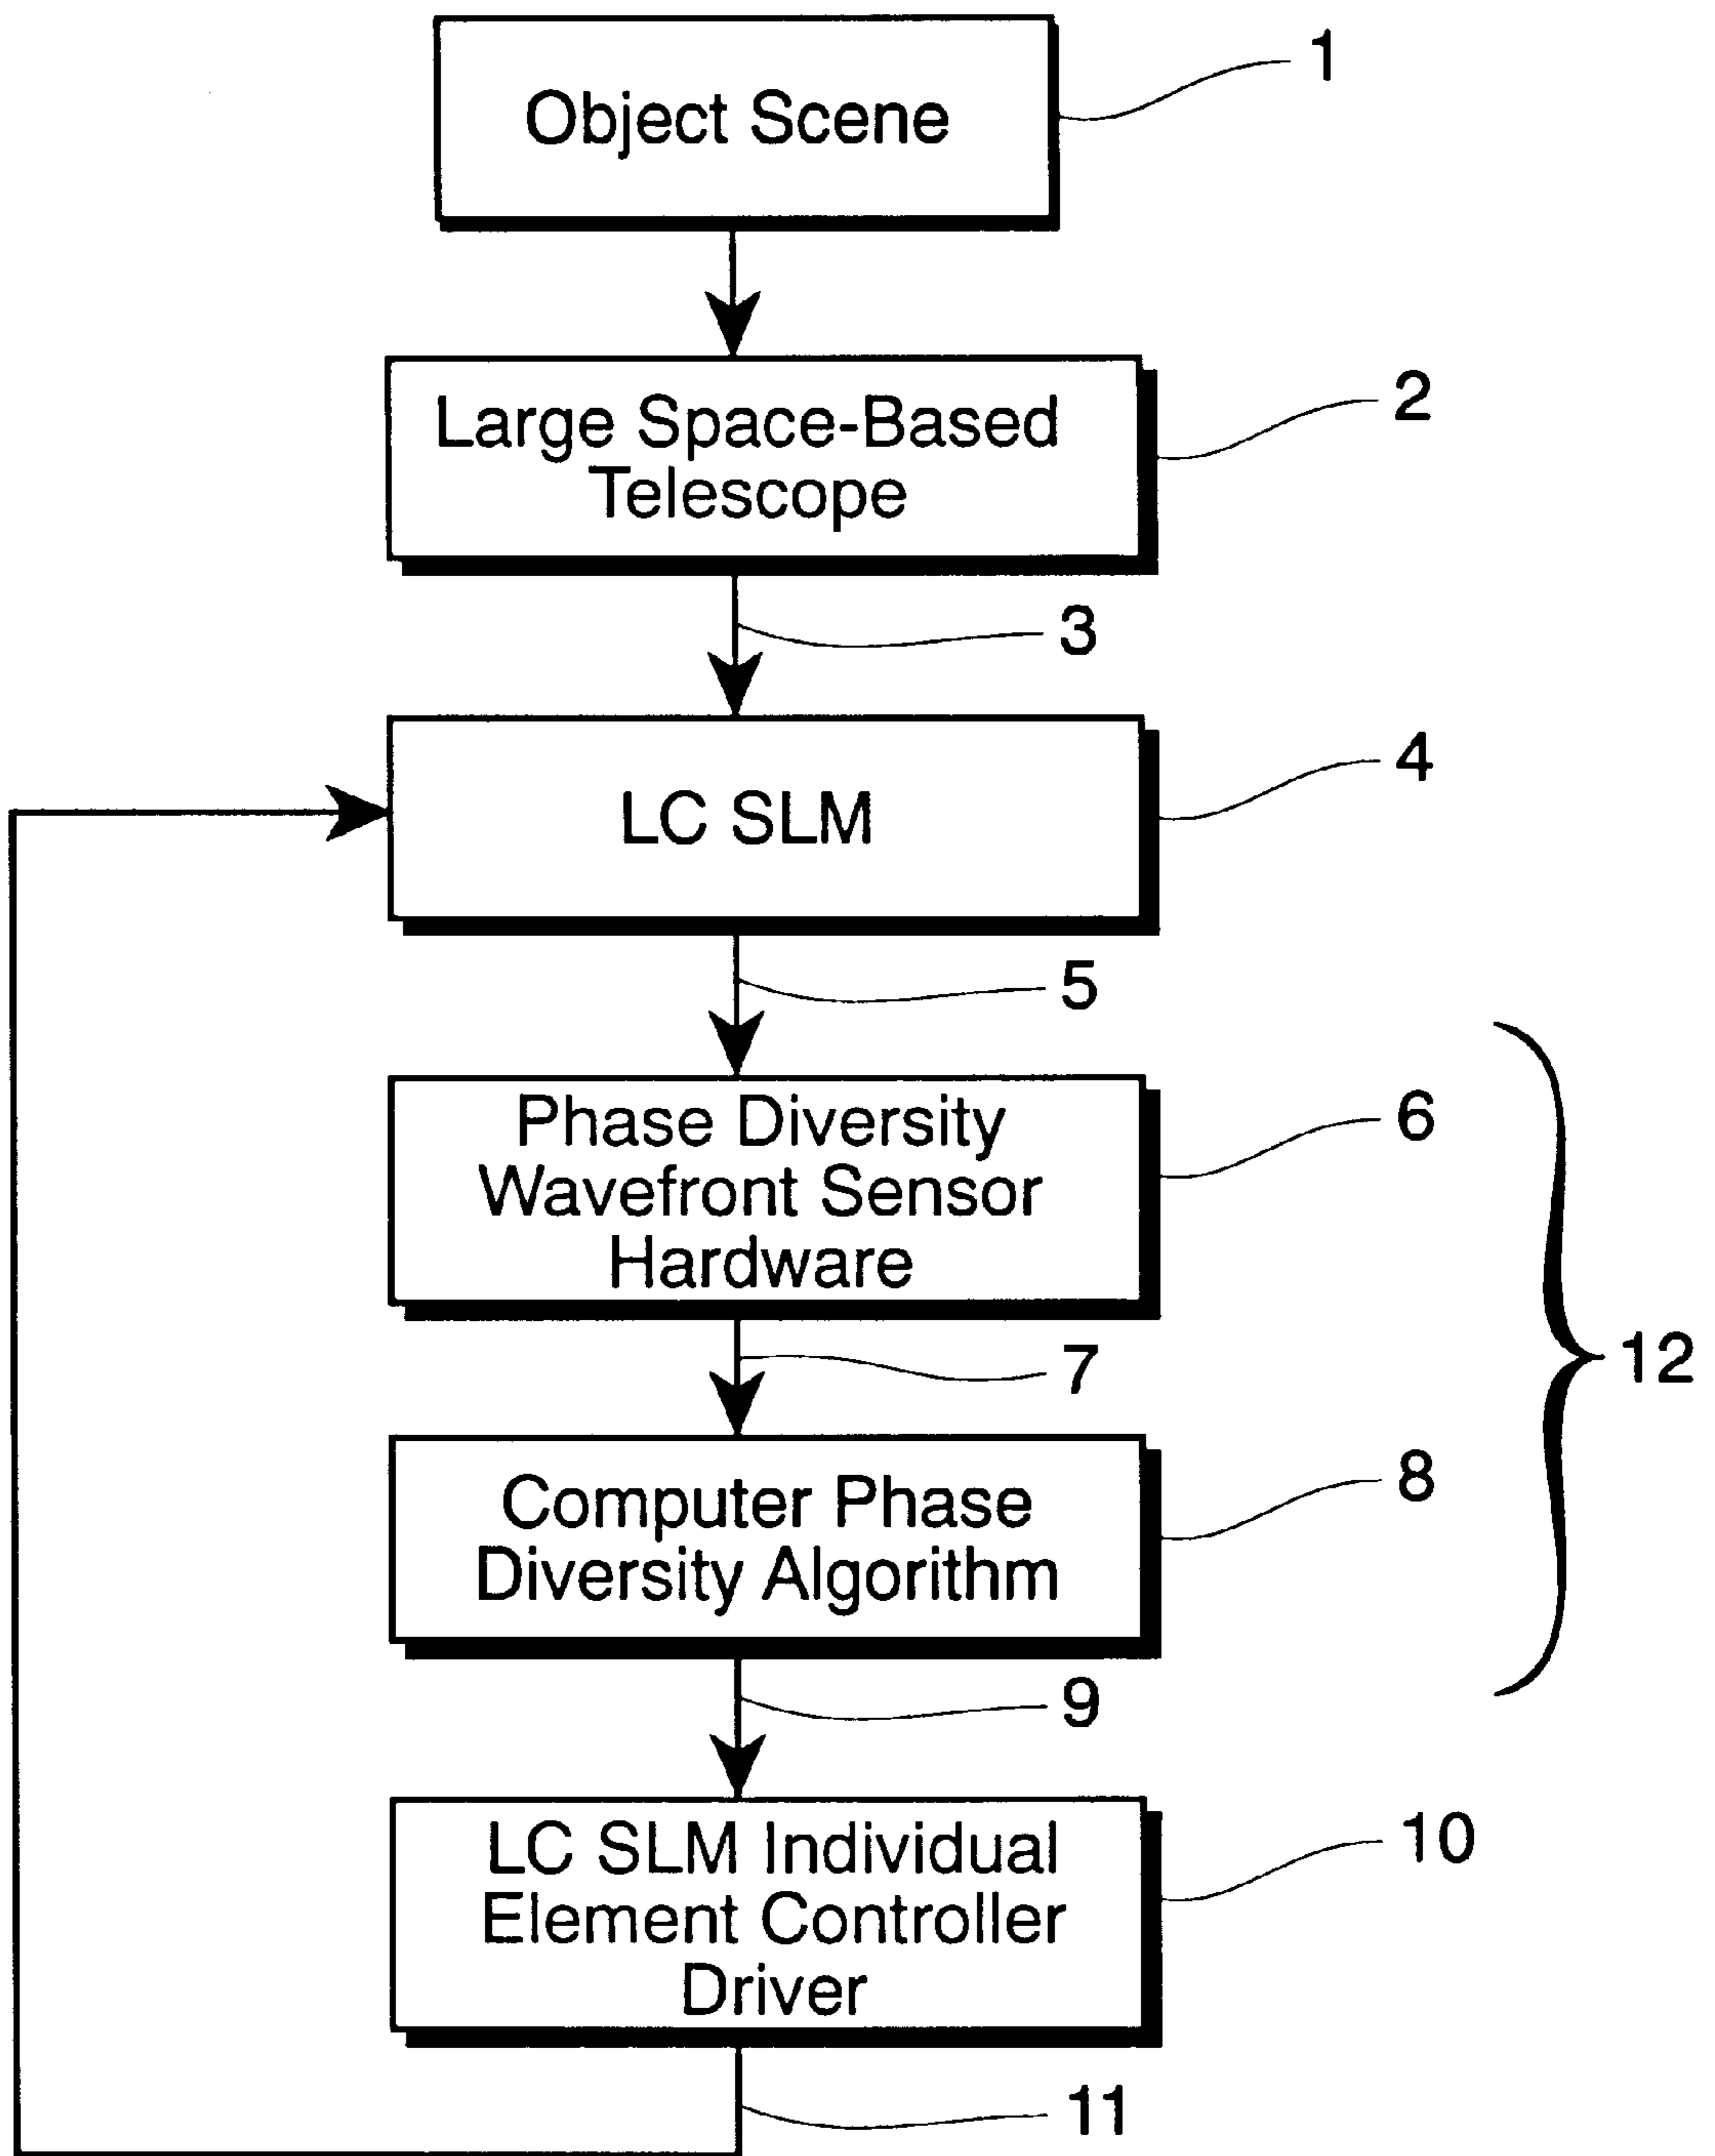 Object Scene
1
Large Space-Based
Telescope
2
3
LC SLM
4
5
Phase Diversity
Wavefront Sensor
Hardware
6
7
12
Computer Phase
Diversity Algorithm
8
9
LC SLM Individual
Element Controller
Driver
10
11